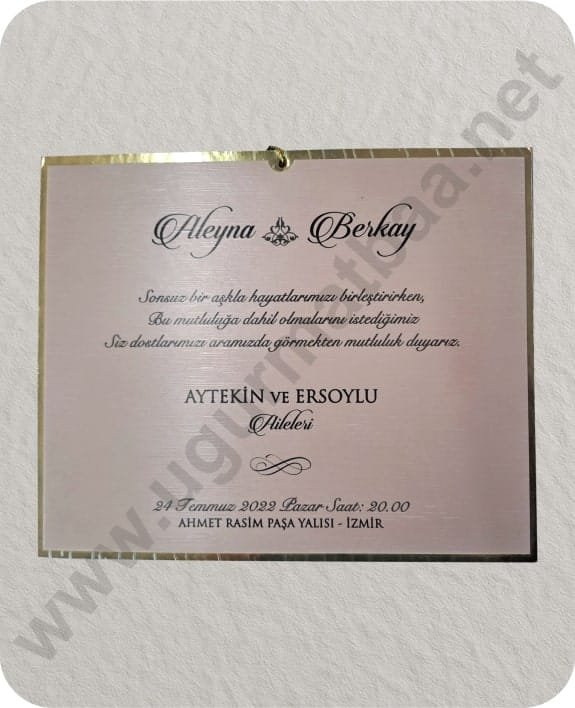 Aleyna Berkay
Sonsuz bir aşkla hayatlarımızı birleştirirken,
Bu mutluluğa dahil olmalarını istediğimiz
Siz dostlarımızı aramızda görmekten mutluluk duyarız.
AYTEKİN VE ERSOYLU
Aileleri
24 Temmuz 2022 Pazar Saat: 20.00
AHMET RASİM PAŞA YALISI - İZMİR
www.ugurmatbaa.net